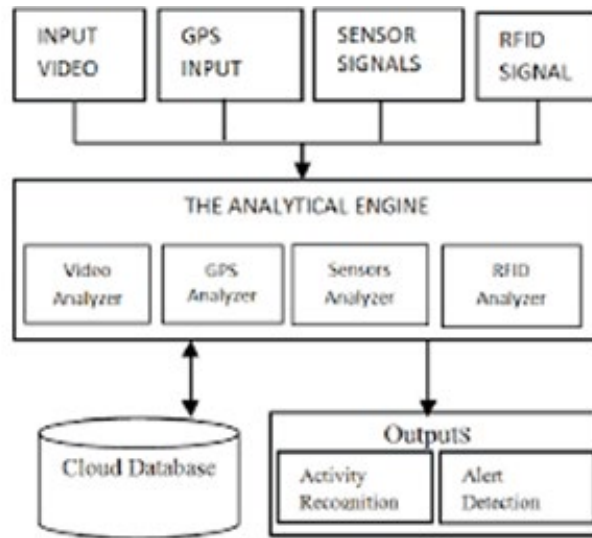 INPUT
VIDEO
GPS
INPUT
SENSOR
SIGNALS
RFID
SIGNAL
THE ANALYTICAL ENGINE
Video
Analyzer
GPS
Analyzer
Sensors
Analyzer
RFID
Analyzer
Cloud Database
OutputS
Activity
Recognition
Alert
Detection